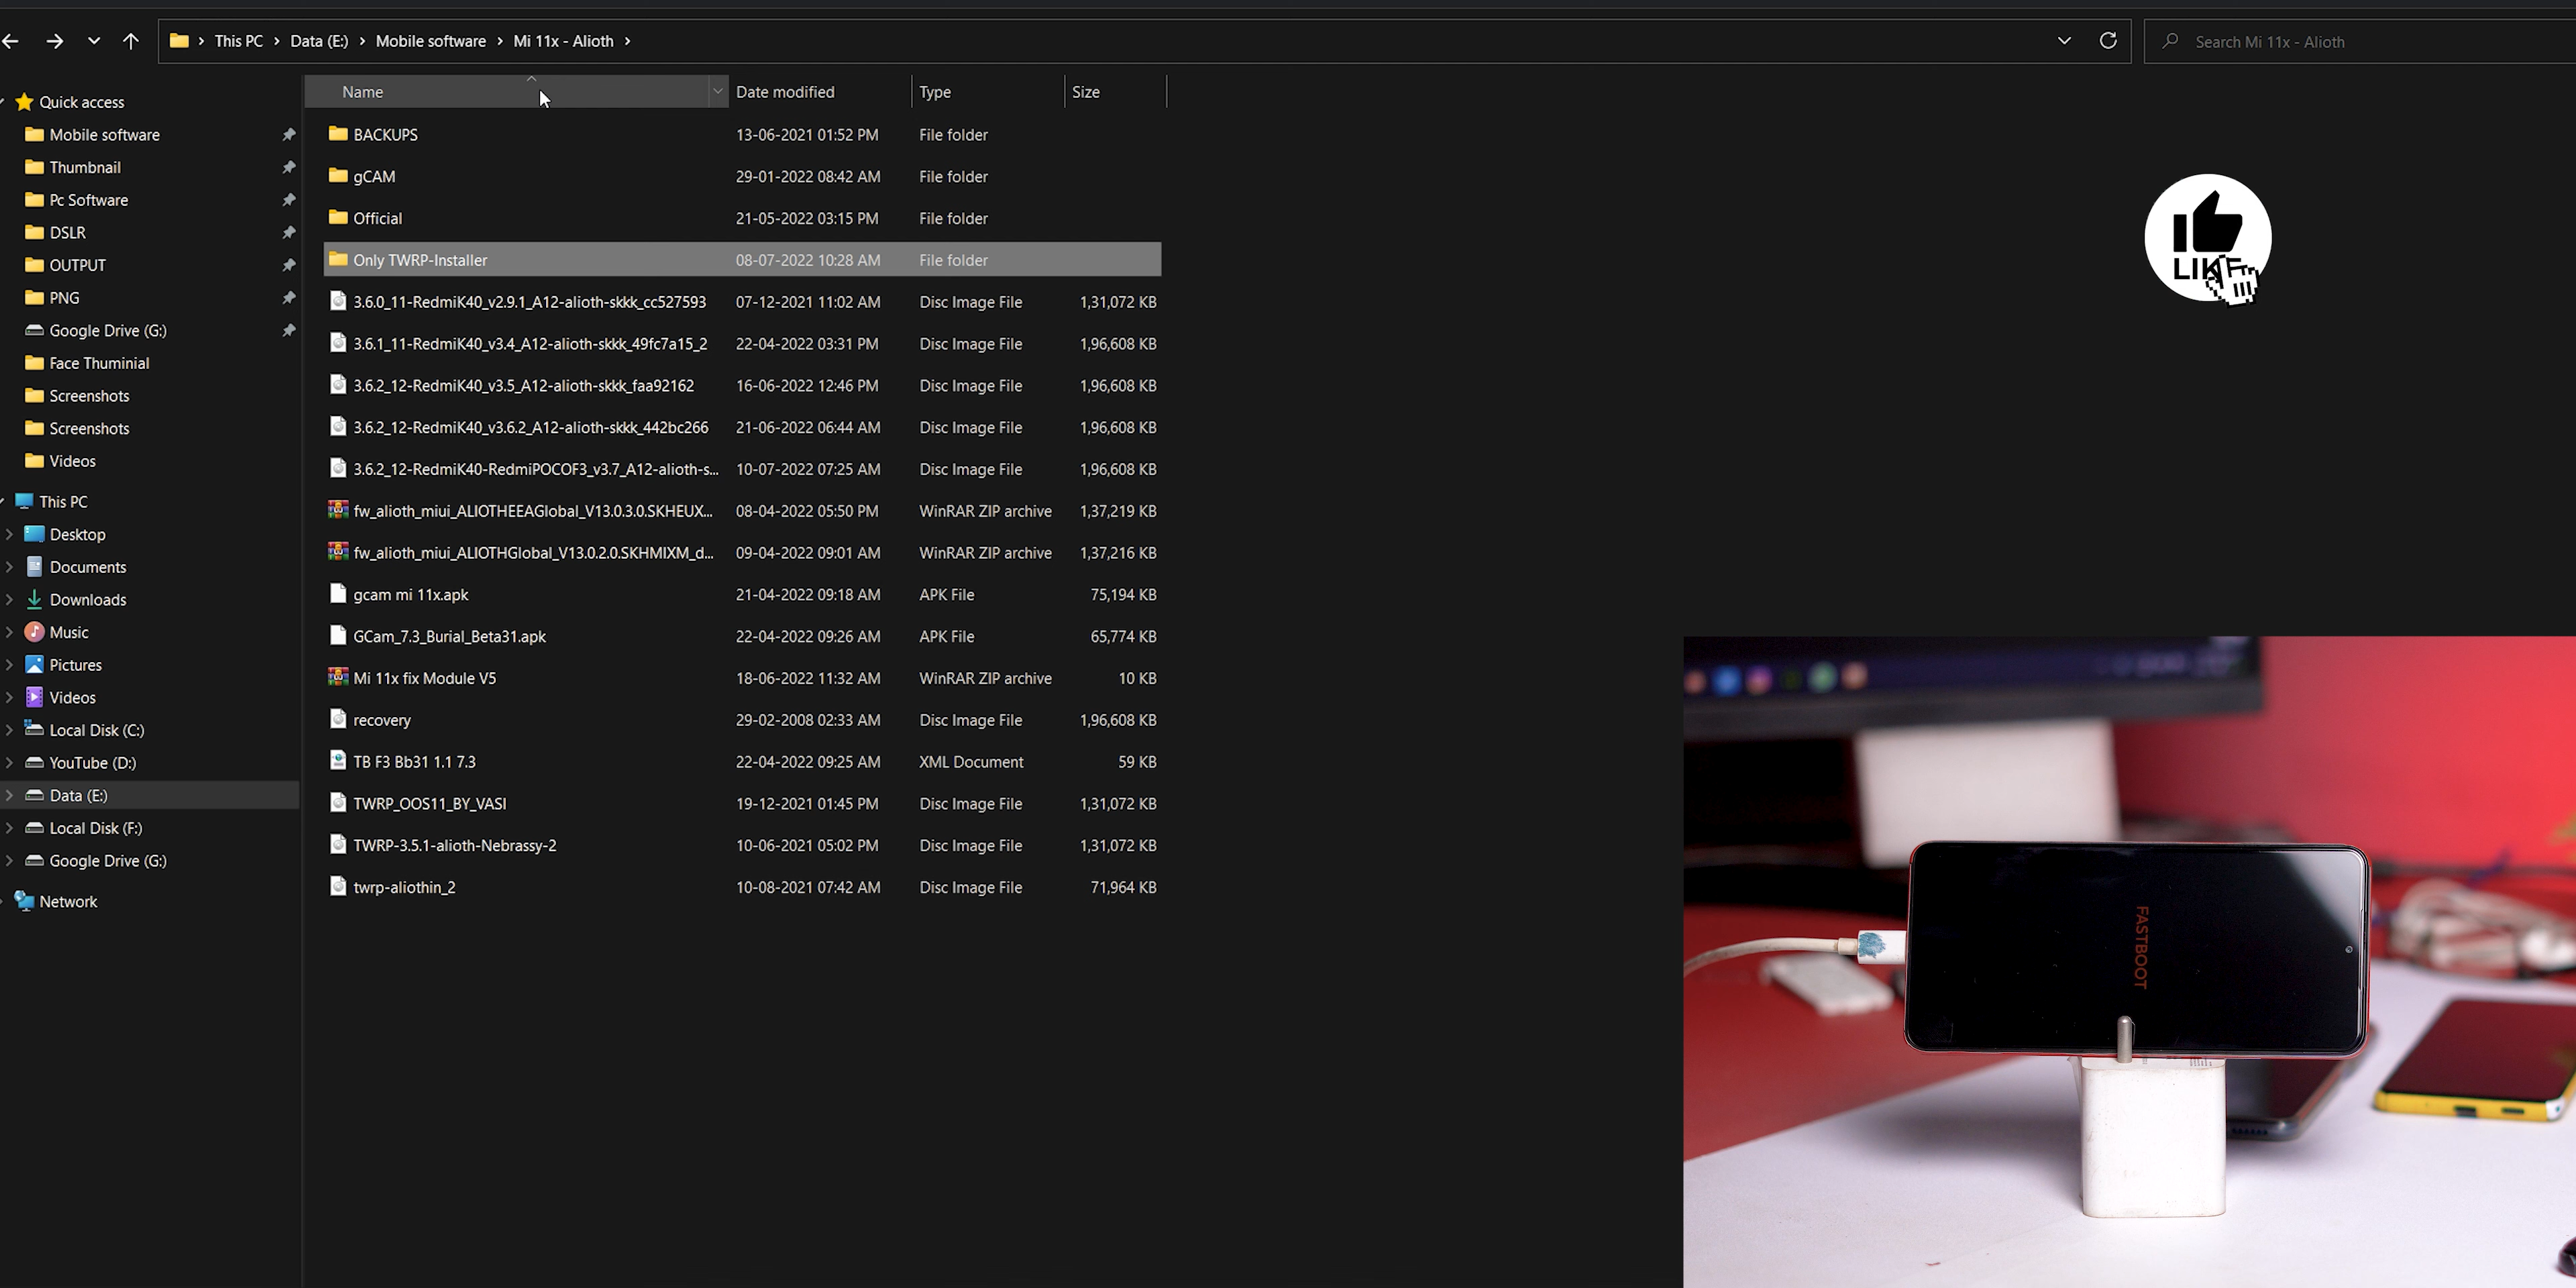 This PC > Data (E:) > Mobile software > Mi 11x - Alioth >
Search Mi 11x - Alioth
Quick access
Mobile software
Thumbnail
Pc Software
DSLR
OUTPUT
PNG
Google Drive (G:)
Face Thuminial
Screenshots
Screenshots
Videos
This PC
Desktop
Documents
Downloads
Music
Pictures
Videos
Local Disk (C:)
YouTube (D:)
Data (E:)
Local Disk (F:)
Google Drive (G:)
Network
Name Date modified Type Size
BACKUPS 13-06-2021 01:52 PM File folder
gCAM 29-01-2022 08:42 AM File folder
Official 21-05-2022 03:15 PM File folder
Only TWRP-Installer 08-07-2022 10:28 AM File folder
3.6.0_11-RedmiK40_v2.9.1_A12-alioth-skkk_cc527593 07-12-2021 11:02 AM Disc Image File 1,31,072 KB
3.6.1_11-RedmiK40_v3.4_A12-alioth-skkk_49fc7a15_2 22-04-2022 03:31 PM Disc Image File 1,96,608 KB
3.6.2_12-RedmiK40_v3.5_A12-alioth-skkk_faa92162 16-06-2022 12:46 PM Disc Image File 1,96,608 KB
3.6.2_12-RedmiK40_v3.6.2_A12-alioth-skkk_442bc266 21-06-2022 06:44 AM Disc Image File 1,96,608 KB
3.6.2_12-RedmiK40-RedmiPOCOF3_v3.7_A12-alioth-s... 10-07-2022 07:25 AM Disc Image File 1,96,608 KB
fw_alioth_miui_ALIOTHEEAGlobal_V13.0.3.0.SKHEUX... 08-04-2022 05:50 PM WinRAR ZIP archive 1,37,219 KB
fw_alioth_miui_ALIOTHGlobal_V13.0.2.0.SKHMIXM_d... 09-04-2022 09:01 AM WinRAR ZIP archive 1,37,216 KB
gcam mi 11x.apk 21-04-2022 09:18 AM APK File 75,194 KB
GCam_7.3_Burial_Beta31.apk 22-04-2022 09:26 AM APK File 65,774 KB
Mi 11x fix Module V5 18-06-2022 11:32 AM WinRAR ZIP archive 10 KB
recovery 29-02-2008 02:33 AM Disc Image File 1,96,608 KB
TB F3 Bb31 1.1 7.3 22-04-2022 09:25 AM XML Document 59 KB
TWRP_OOS11_BY_VASI 19-12-2021 01:45 PM Disc Image File 1,31,072 KB
TWRP-3.5.1-alioth-Nebrassy-2 10-06-2021 05:02 PM Disc Image File 1,31,072 KB
twrp-aliothin_2 10-08-2021 07:42 AM Disc Image File 71,964 KB
LIKE
FASTBOOT